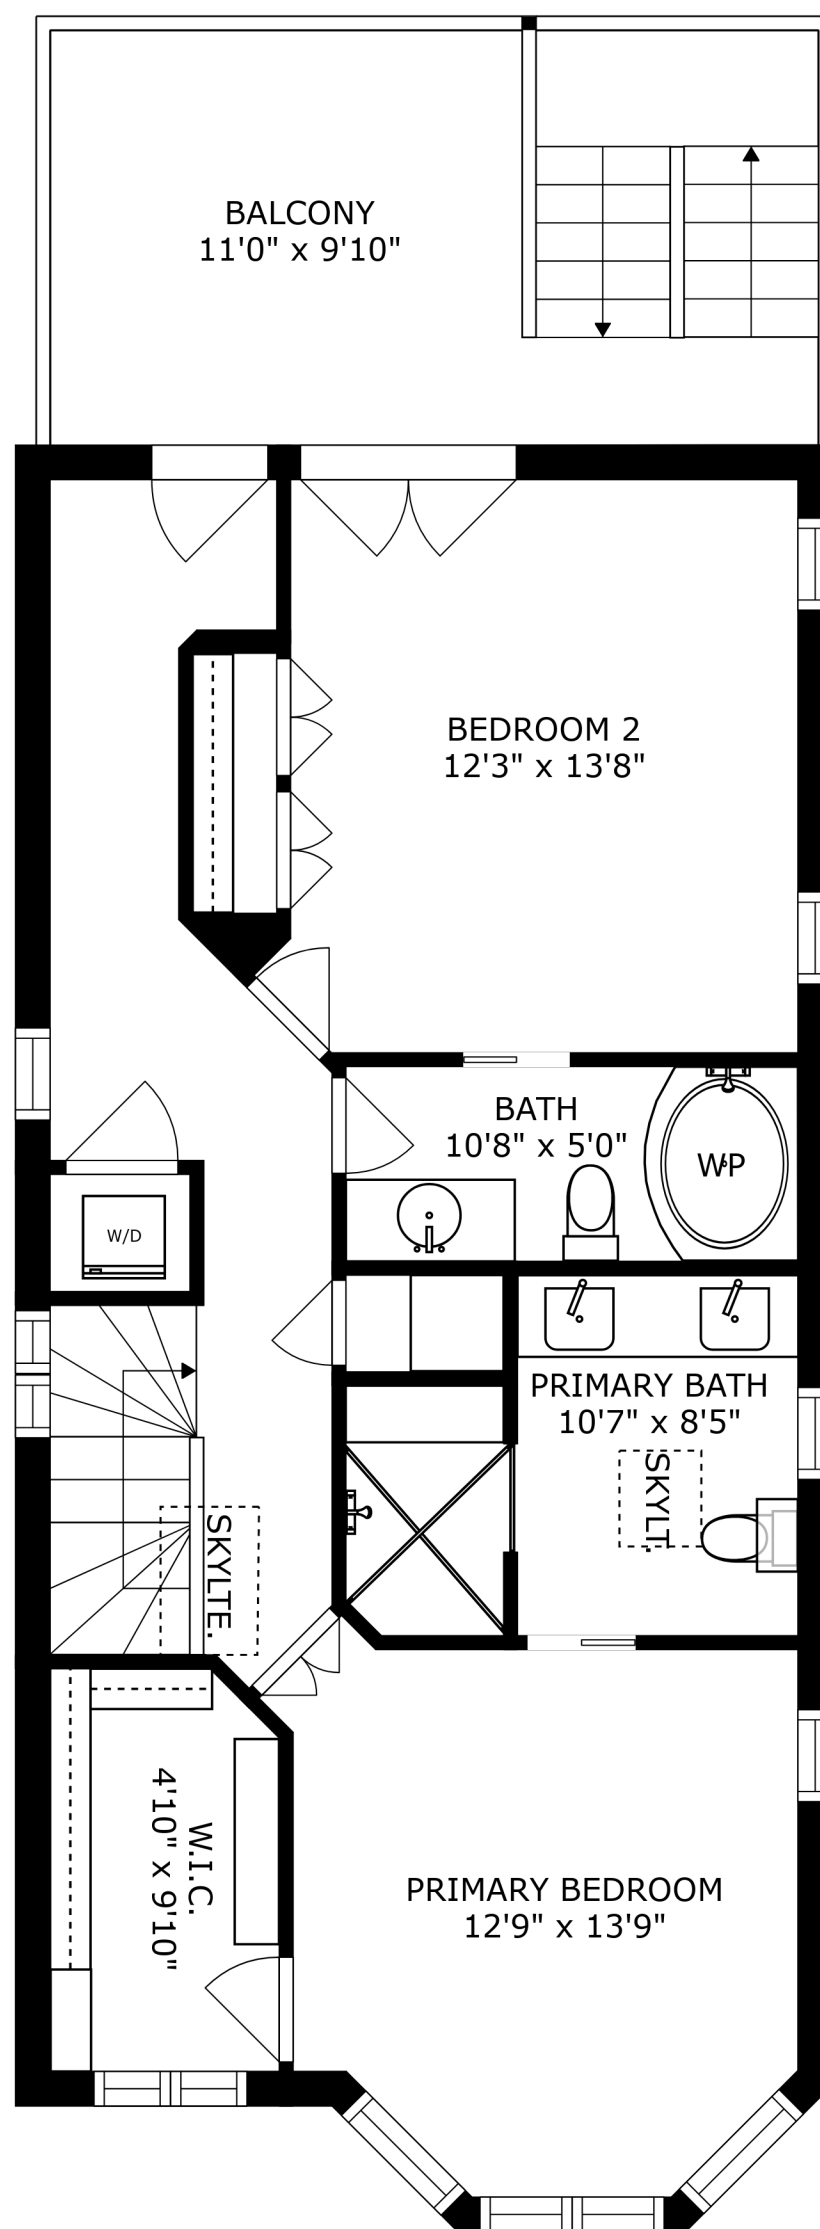 BALCONY
11'0" x 9'10"
BEDROOM 2
12'3" x 13'8"
BATH
10'8" x 5'0"
WP
W/D
PRIMARY BATH
10'7" x 8'5"
SKYLT.
SKYLTE.
W.I.C.
4'10" x 9'10"
PRIMARY BEDROOM
12'9" x 13'9"